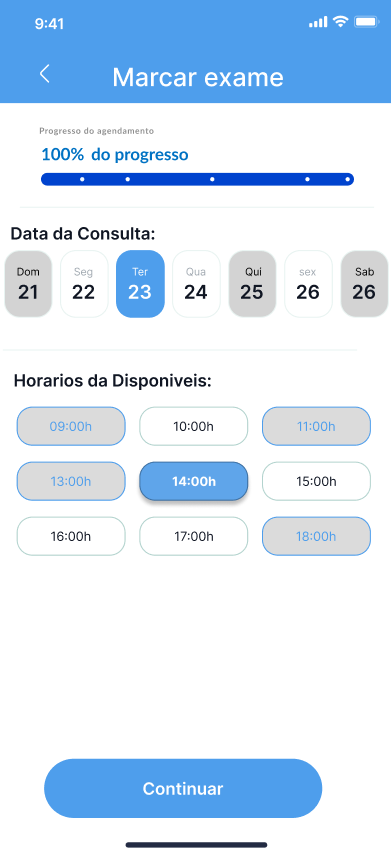 9:41
Marcar exame
Progresso do agendamento
100% do progresso
Data da Consulta:
Dom Seg Ter Qua Qui sex Sab
21 22 23 24 25 26 26
Horarios da Disponiveis:
09:00h 10:00h 11:00h
13:00h 14:00h 15:00h
16:00h 17:00h 18:00h
Continuar